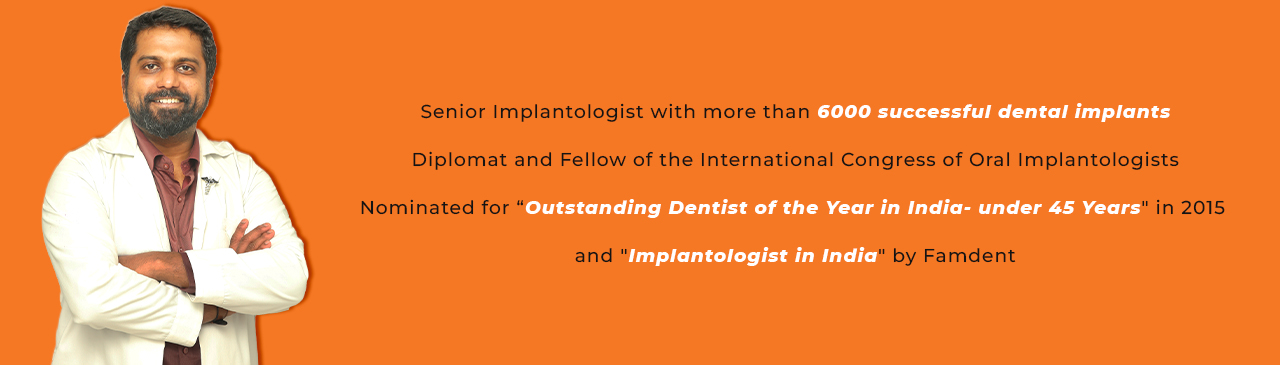 Senior Implantologist with more than 6000 successful dental implants
Diplomat and Fellow of the International Congress of Oral Implantologists
Nominated for “Outstanding Dentist of the Year in India- under 45 Years" in 2015
and "Implantologist in India" by Famdent